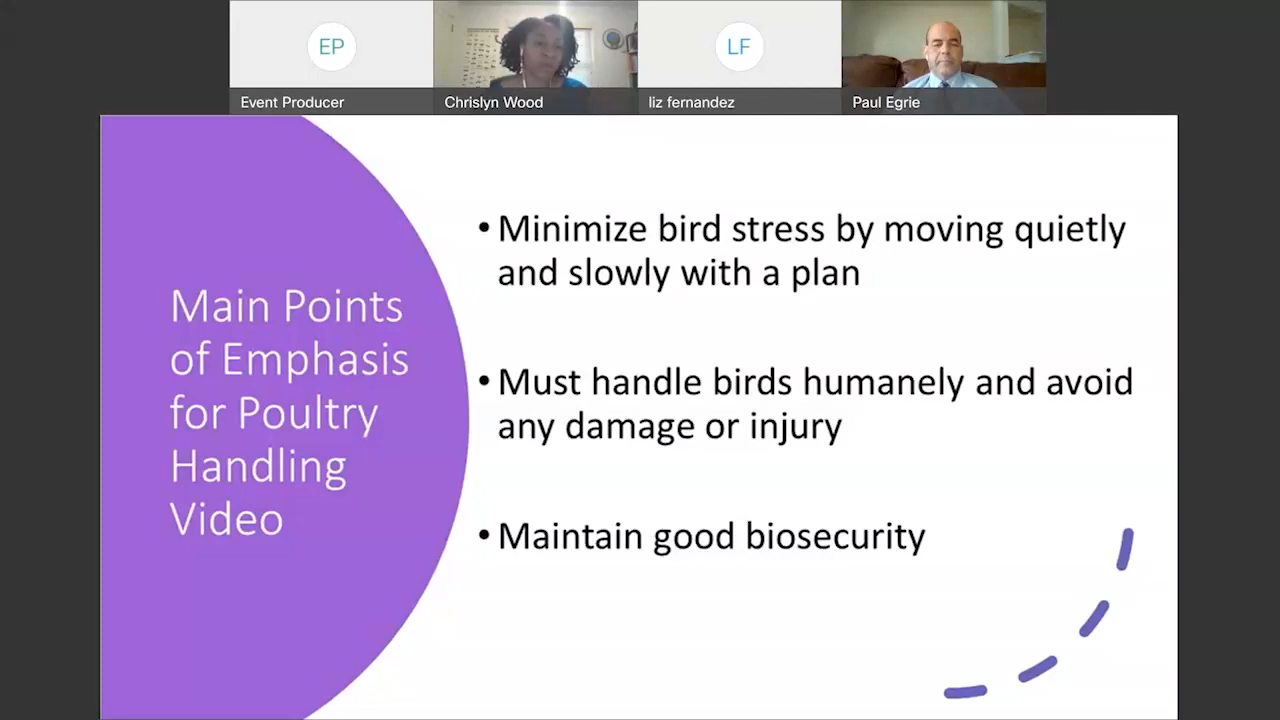 EP
LF
Event Producer
Chrislyn Wood
liz fernandez
Paul Egrie
Main Points
of Emphasis
for Poultry
Handling
Video
• Minimize bird stress by moving quietly
and slowly with a plan
• Must handle birds humanely and avoid
any damage or injury
• Maintain good biosecurity